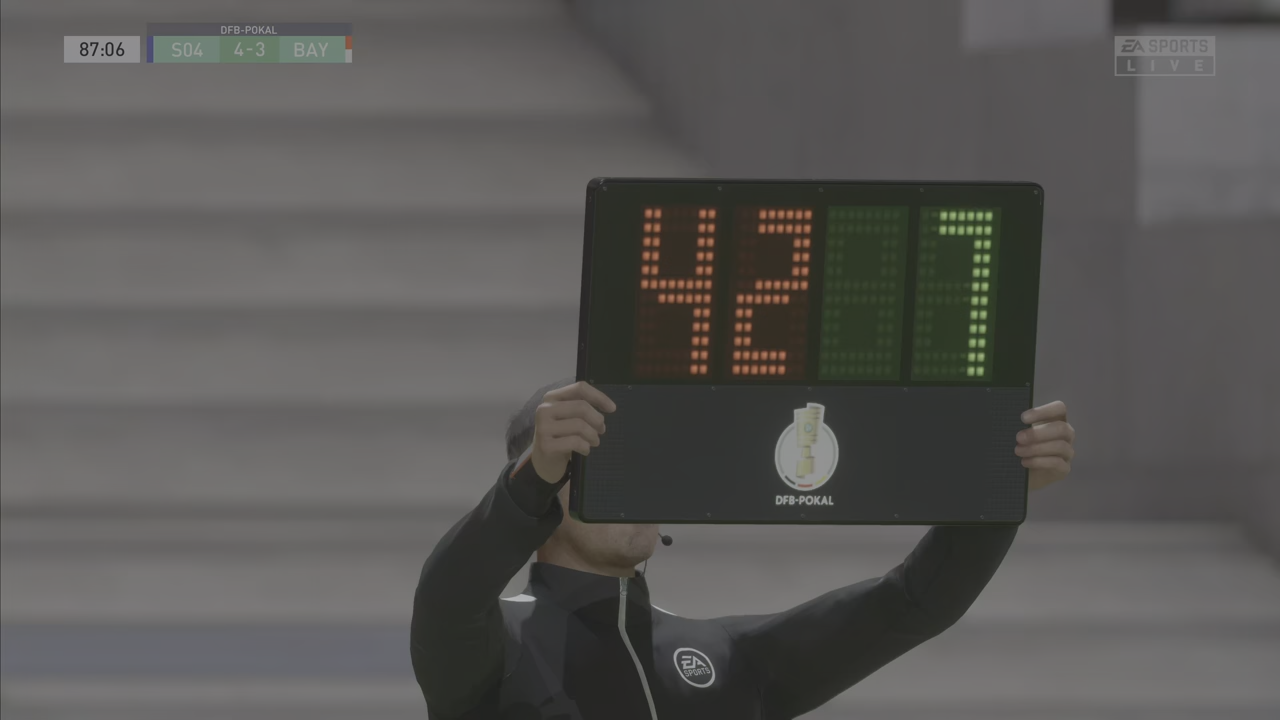 DFB-POKAL
87:06 S04 4-3 BAY
EA SPORTS
LIVE
42 7
DFB-POKAL
EA
SPORTS